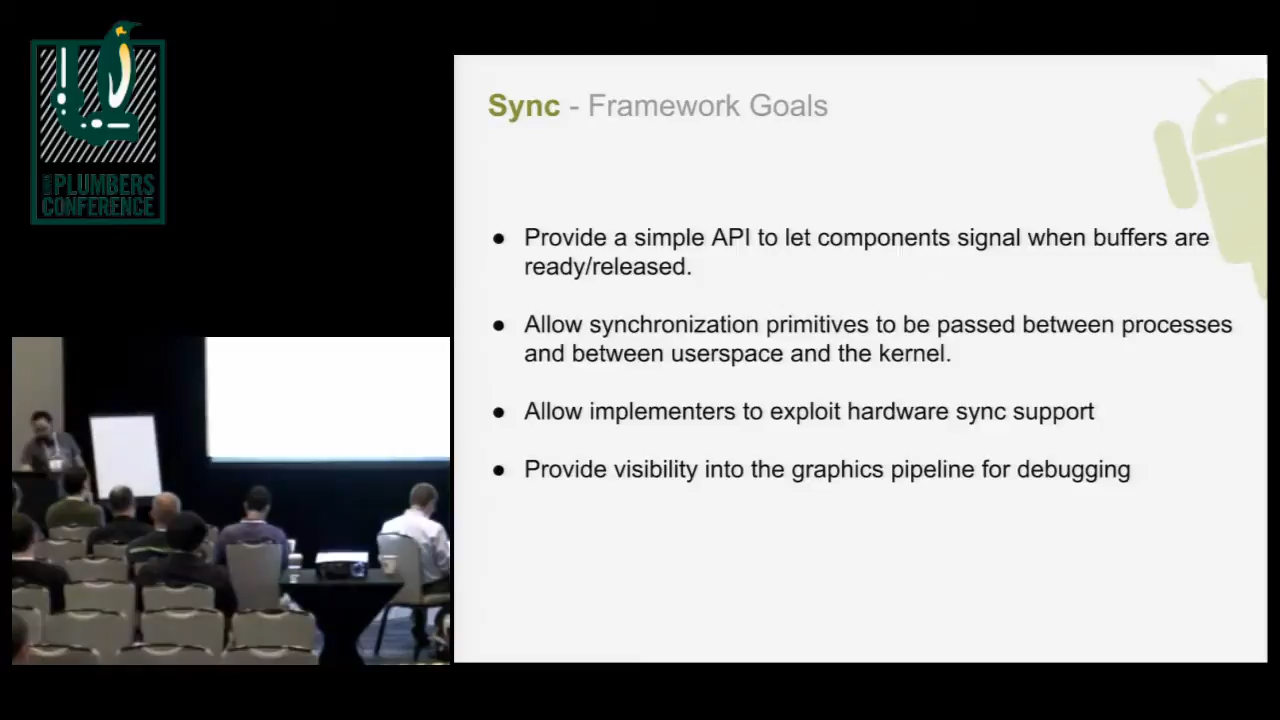 LINUX
PLUMBERS
CONFERENCE
Sync - Framework Goals
● Provide a simple API to let components signal when buffers are
ready/released.
● Allow synchronization primitives to be passed between processes
and between userspace and the kernel.
● Allow implementers to exploit hardware sync support
● Provide visibility into the graphics pipeline for debugging